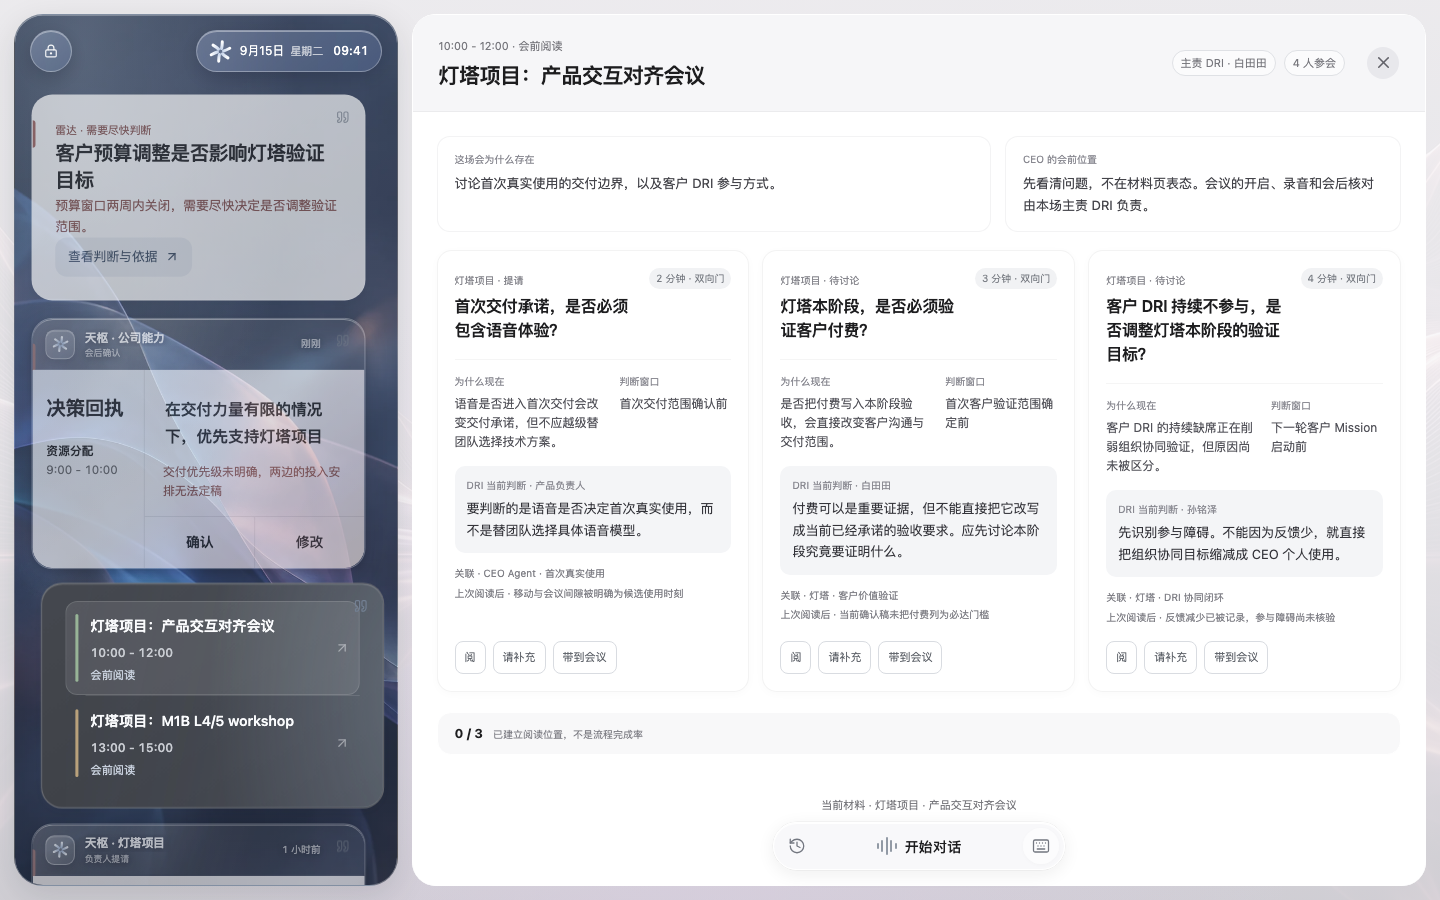 9月15日 星期二 09:41
雷达 · 需要尽快判断
客户预算调整是否影响灯塔验证
目标
预算窗口两周内关闭，需要尽快决定是否调整验证
范围。
查看判断与依据
天枢 · 公司能力
会后确认
刚刚
决策回执
资源分配
9:00 - 10:00
在交付力量有限的情况
下，优先支持灯塔项目
交付优先级未明确，两边的投入安
排无法定稿
确认
修改
灯塔项目：产品交互对齐会议
10:00 - 12:00
会前阅读
灯塔项目：M1B L4/5 workshop
13:00 - 15:00
会前阅读
天枢 · 灯塔项目
负责人提请
1 小时前
10:00 - 12:00 · 会前阅读
灯塔项目：产品交互对齐会议
主责 DRI · 白田田
4 人参会
这场会为什么存在
讨论首次真实使用的交付边界，以及客户 DRI 参与方式。
CEO 的会前位置
先看清问题，不在材料页表态。会议的开启、录音和会后核对
由本场主责 DRI 负责。
灯塔项目 · 提请
2 分钟 · 双向门
首次交付承诺，是否必须
包含语音体验？
为什么现在
语音是否进入首次交付会改
变交付承诺，但不应越级替
团队选择技术方案。
判断窗口
首次交付范围确认前
DRI 当前判断 · 产品负责人
要判断的是语音是否决定首次真实使用，而
不是替团队选择具体语音模型。
关联 · CEO Agent · 首次真实使用
上次阅读后 · 移动与会议间隙被明确为候选使用时刻
阅
请补充
带到会议
灯塔项目 · 待讨论
3 分钟 · 双向门
灯塔本阶段，是否必须验
证客户付费？
为什么现在
是否把付费写入本阶段验
收，会直接改变客户沟通与
交付范围。
判断窗口
首次客户验证范围确
定前
DRI 当前判断 · 白田田
付费可以是重要证据，但不能直接把它改写
成当前已经承诺的验收要求。应先讨论本阶
段究竟要证明什么。
关联 · 灯塔 · 客户价值验证
上次阅读后 · 当前确认稿未把付费列为必达门槛
阅
请补充
带到会议
灯塔项目 · 待讨论
4 分钟 · 双向门
客户 DRI 持续不参与，是
否调整灯塔本阶段的验证
目标？
为什么现在
客户 DRI 的持续缺席正在削
弱组织协同验证，但原因尚
未被区分。
判断窗口
下一轮客户 Mission
启动前
DRI 当前判断 · 孙铭泽
先识别参与障碍。不能因为反馈少，就直接
把组织协同目标缩减成 CEO 个人使用。
关联 · 灯塔 · DRI 协同闭环
上次阅读后 · 反馈减少已被记录，参与障碍尚未核验
阅
请补充
带到会议
0 / 3 已建立阅读位置，不是流程完成率
当前材料 · 灯塔项目 · 产品交互对齐会议
开始对话